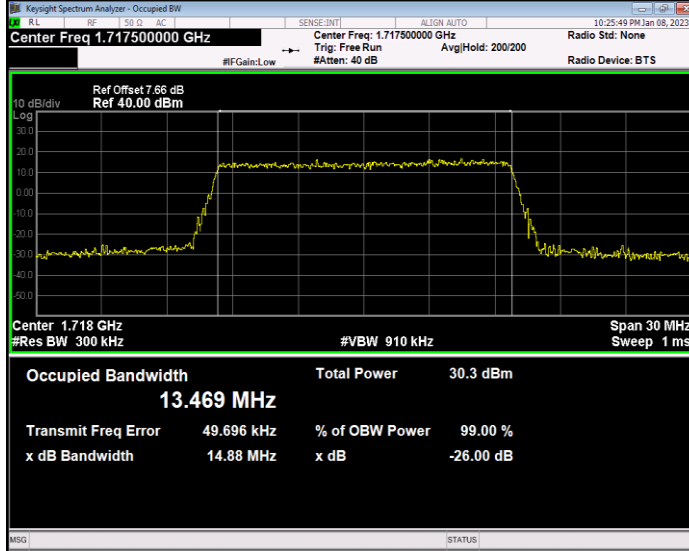 Keysight Spectrum Analyzer - Occupied BW
RL RF 50 Ω AC SENSE:INT ALIGN AUTO 10:25:49 PM Jan 08, 2023
Center Freq 1.717500000 GHz Center Freq: 1.717500000 GHz Radio Std: None
Trig: Free Run Avg|Hold: 200/200
#IFGain:Low #Atten: 40 dB Radio Device: BTS
Ref Offset 7.66 dB
10 dB/div Ref 40.00 dBm
Log
30.0
20.0
10.0
0.00
-10.0
-20.0
-30.0
-40.0
-50.0
Center 1.718 GHz Span 30 MHz
#Res BW 300 kHz #VBW 910 kHz Sweep 1 ms
Occupied Bandwidth Total Power 30.3 dBm
13.469 MHz
Transmit Freq Error 49.696 kHz % of OBW Power 99.00 %
x dB Bandwidth 14.88 MHz x dB -26.00 dB
MSG STATUS